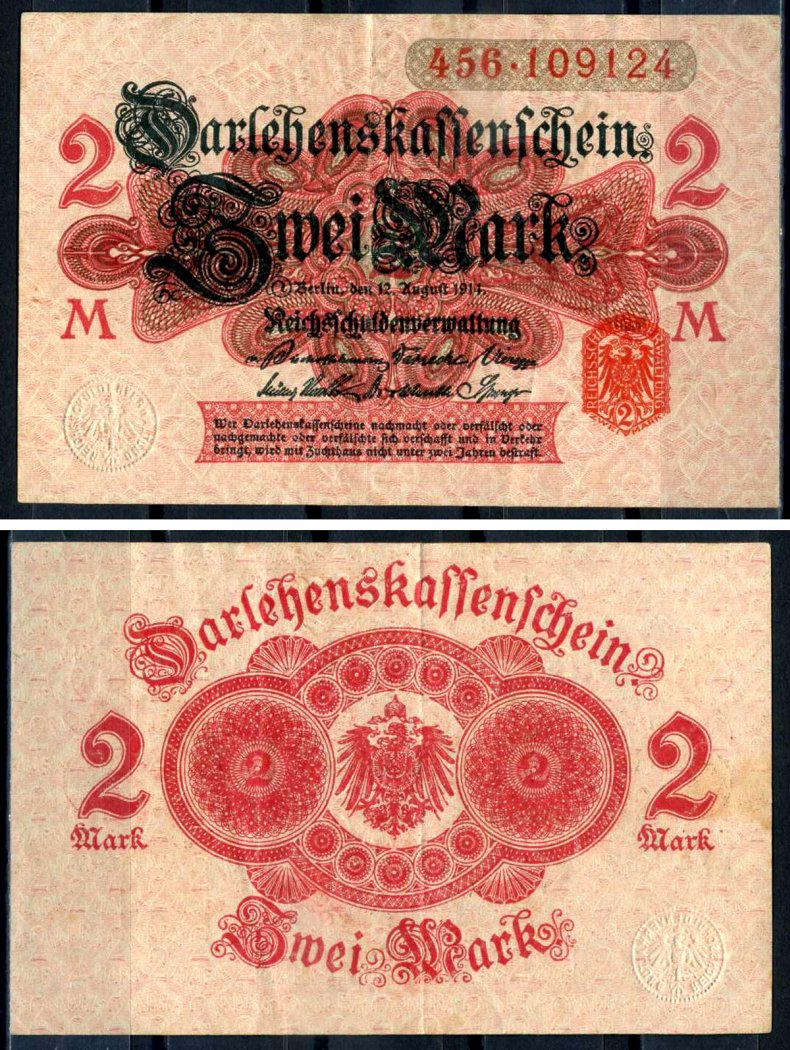 456·109124
Darlehenskassenschein
2 2
Zwei Mark
Berlin, den 12. August 1914.
M M
Reichsschuldenverwaltung
2
Wer Darlehenskassenscheine nachmacht oder verfälscht oder
nachgemachte oder verfälschte sich verschafft und in Verkehr
bringt, wird mit Zuchthaus nicht unter zwei Jahren bestraft.
Darlehenskassenschein
2 2 2 2
Mark Mark
Zwei Mark